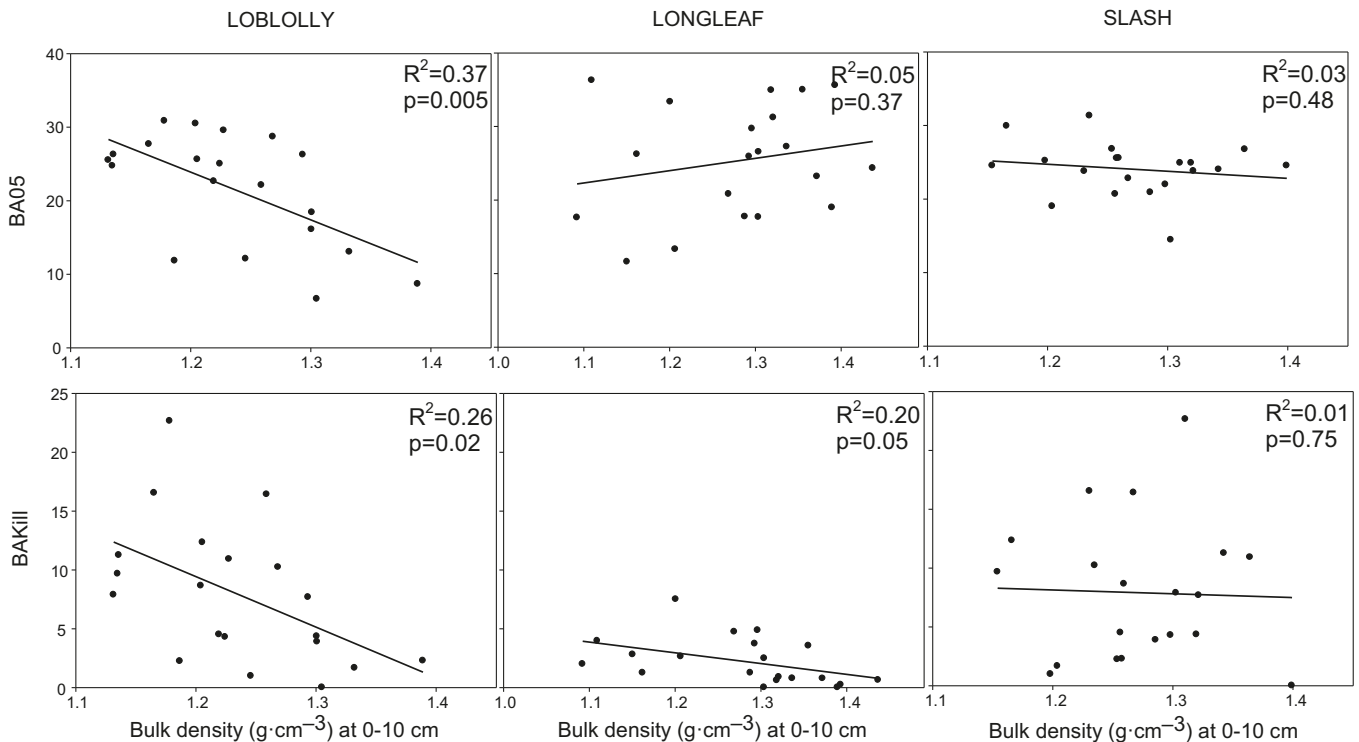 LOBLOLLY LONGLEAF SLASH
BA05
40
30
20
10
0
R²=0.37
p=0.005
R²=0.05
p=0.37
R²=0.03
p=0.48
1.1 1.2 1.3 1.4
1.0 1.1 1.2 1.3 1.4
1.1 1.2 1.3 1.4
BAKill
25
20
15
10
5
0
R²=0.26
p=0.02
R²=0.20
p=0.05
R²=0.01
p=0.75
1.1 1.2 1.3 1.4
1.0 1.1 1.2 1.3 1.4
1.1 1.2 1.3 1.4
Bulk density (g·cm⁻³) at 0-10 cm
Bulk density (g·cm⁻³) at 0-10 cm
Bulk density (g·cm⁻³) at 0-10 cm